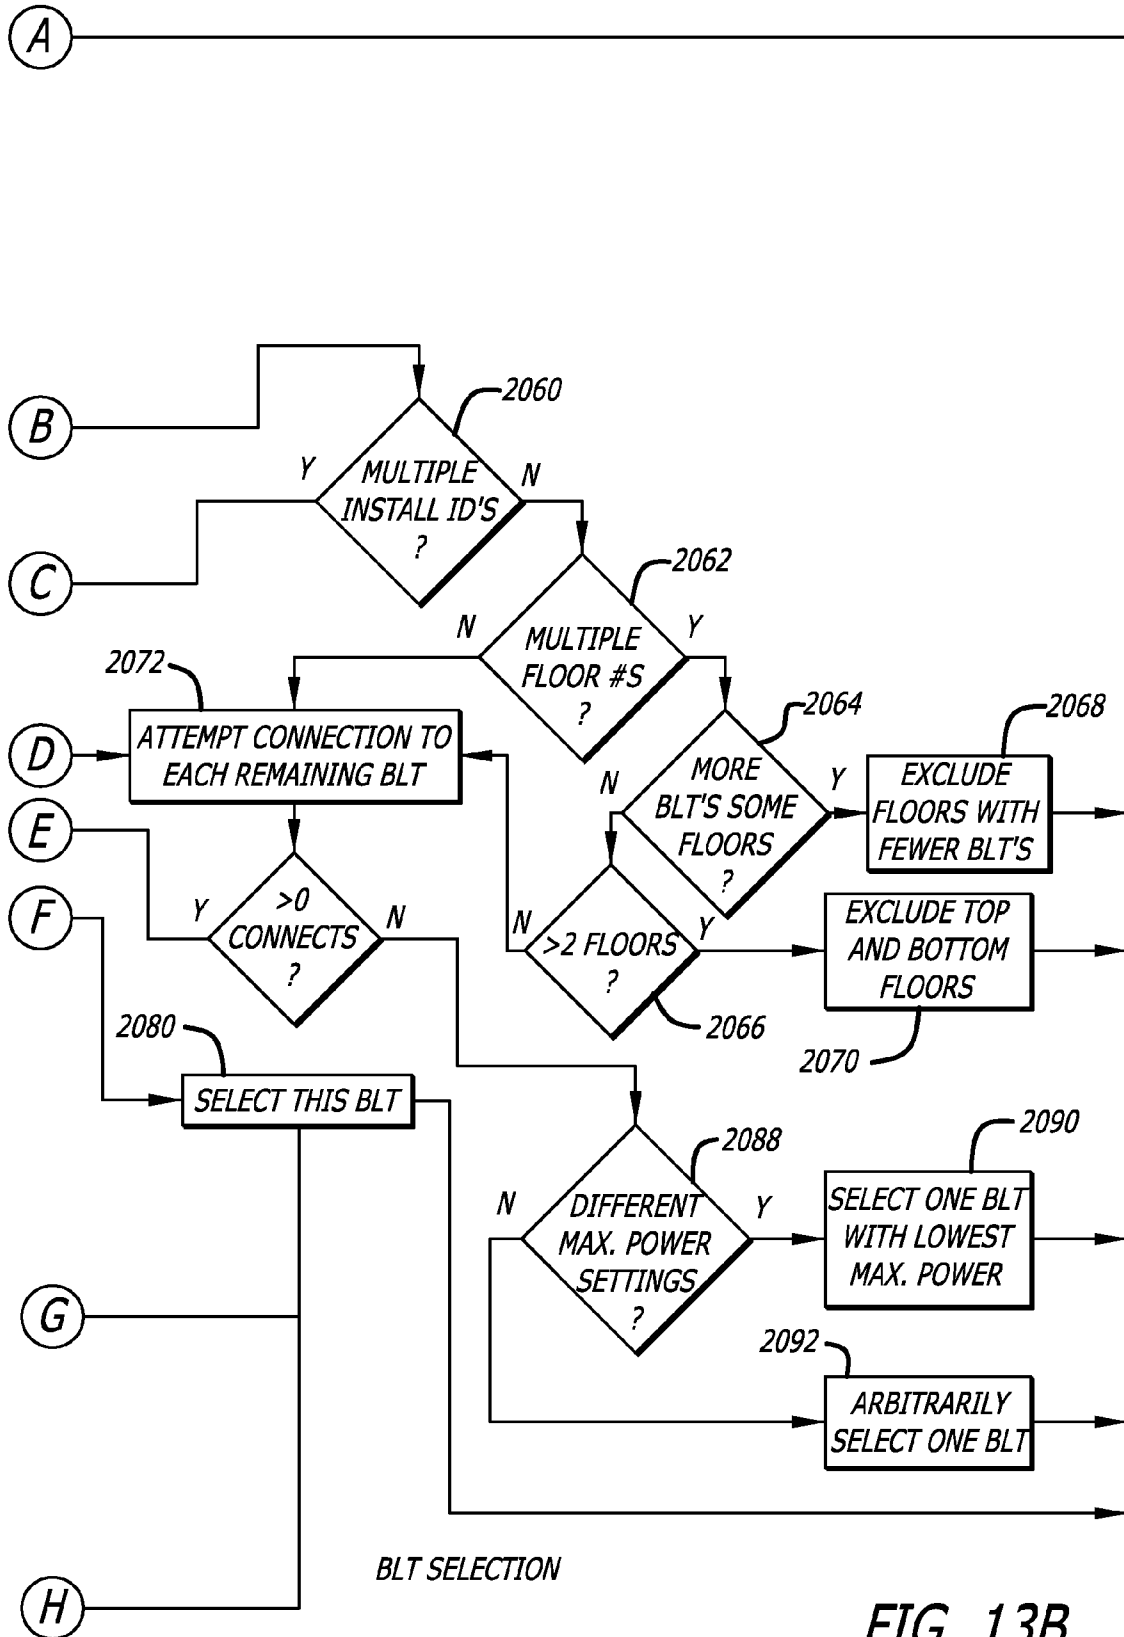 A
B
2060
Y
MULTIPLE
INSTALL ID'S
?
N
C
2062
N
MULTIPLE
FLOOR #S
?
Y
2072
D
ATTEMPT CONNECTION TO
EACH REMAINING BLT
2064
N
MORE
BLT'S SOME
FLOORS
?
Y
2068
EXCLUDE
FLOORS WITH
FEWER BLT'S
E
F
Y
>0
CONNECTS
?
N
N
>2 FLOORS
?
Y
2066
EXCLUDE TOP
AND BOTTOM
FLOORS
2070
2080
SELECT THIS BLT
2088
N
DIFFERENT
MAX. POWER
SETTINGS
?
Y
2090
SELECT ONE BLT
WITH LOWEST
MAX. POWER
G
2092
ARBITRARILY
SELECT ONE BLT
BLT SELECTION
H
FIG. 13B